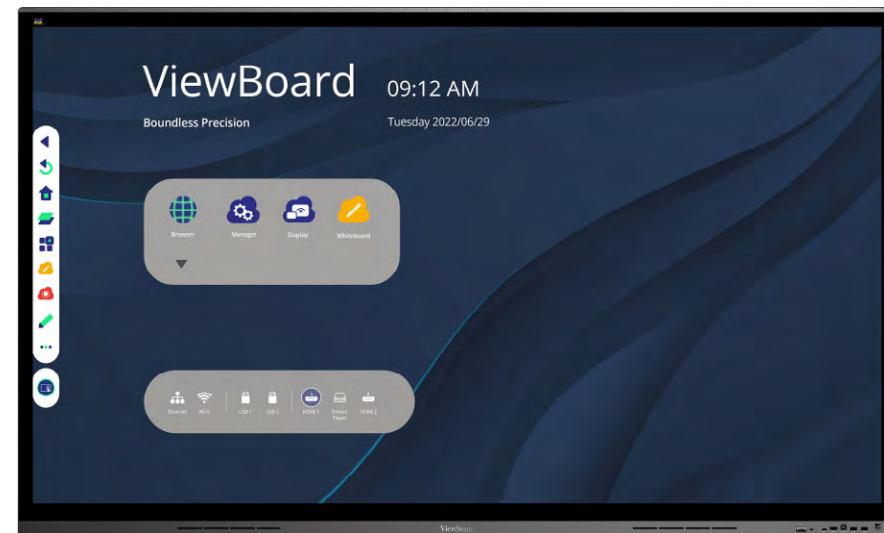 ViewBoard
09:12 AM
Boundless Precision
Tuesday 2022/06/29
Browser Manager Display Whiteboard
Ethernet Wi-Fi USB 1 USB 2 HDMI 1 Embed Player HDMI 2
ViewSonic